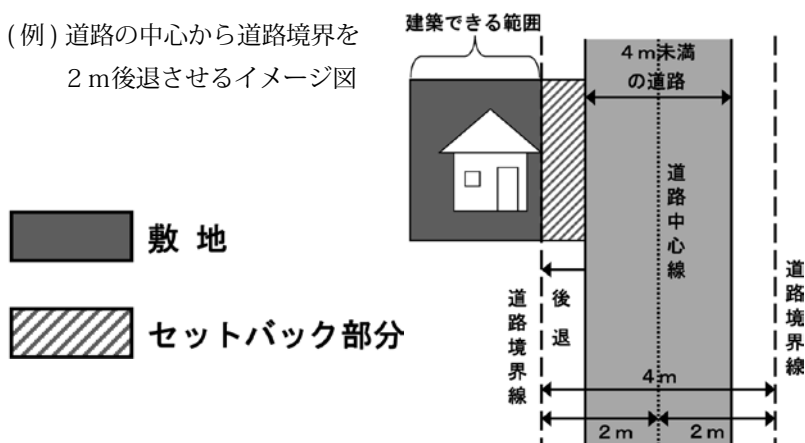 (例) 道路の中心から道路境界を
2 m後退させるイメージ図
敷 地
セットバック部分
建築できる範囲
4 m未満
の道路
道路中心線
後退
道路境界線
道路境界線
4 m
2 m
2 m